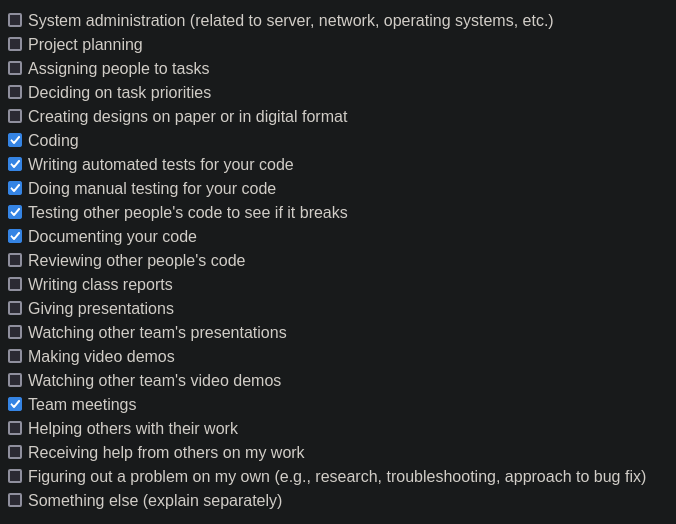 System administration (related to server, network, operating systems, etc.)
Project planning
Assigning people to tasks
Deciding on task priorities
Creating designs on paper or in digital format
Coding
Writing automated tests for your code
Doing manual testing for your code
Testing other people's code to see if it breaks
Documenting your code
Reviewing other people's code
Writing class reports
Giving presentations
Watching other team's presentations
Making video demos
Watching other team's video demos
Team meetings
Helping others with their work
Receiving help from others on my work
Figuring out a problem on my own (e.g., research, troubleshooting, approach to bug fix)
Something else (explain separately)